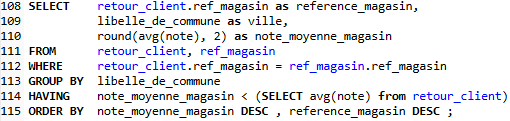 108 SELECT retour_client.ref_magasin as reference_magasin,
109 libelle_de_commune as ville,
110 round(avg(note), 2) as note_moyenne_magasin
111 FROM retour_client, ref_magasin
112 WHERE retour_client.ref_magasin = ref_magasin.ref_magasin
113 GROUP BY libelle_de_commune
114 HAVING note_moyenne_magasin < (SELECT avg(note) from retour_client)
115 ORDER BY note_moyenne_magasin DESC , reference_magasin DESC ;